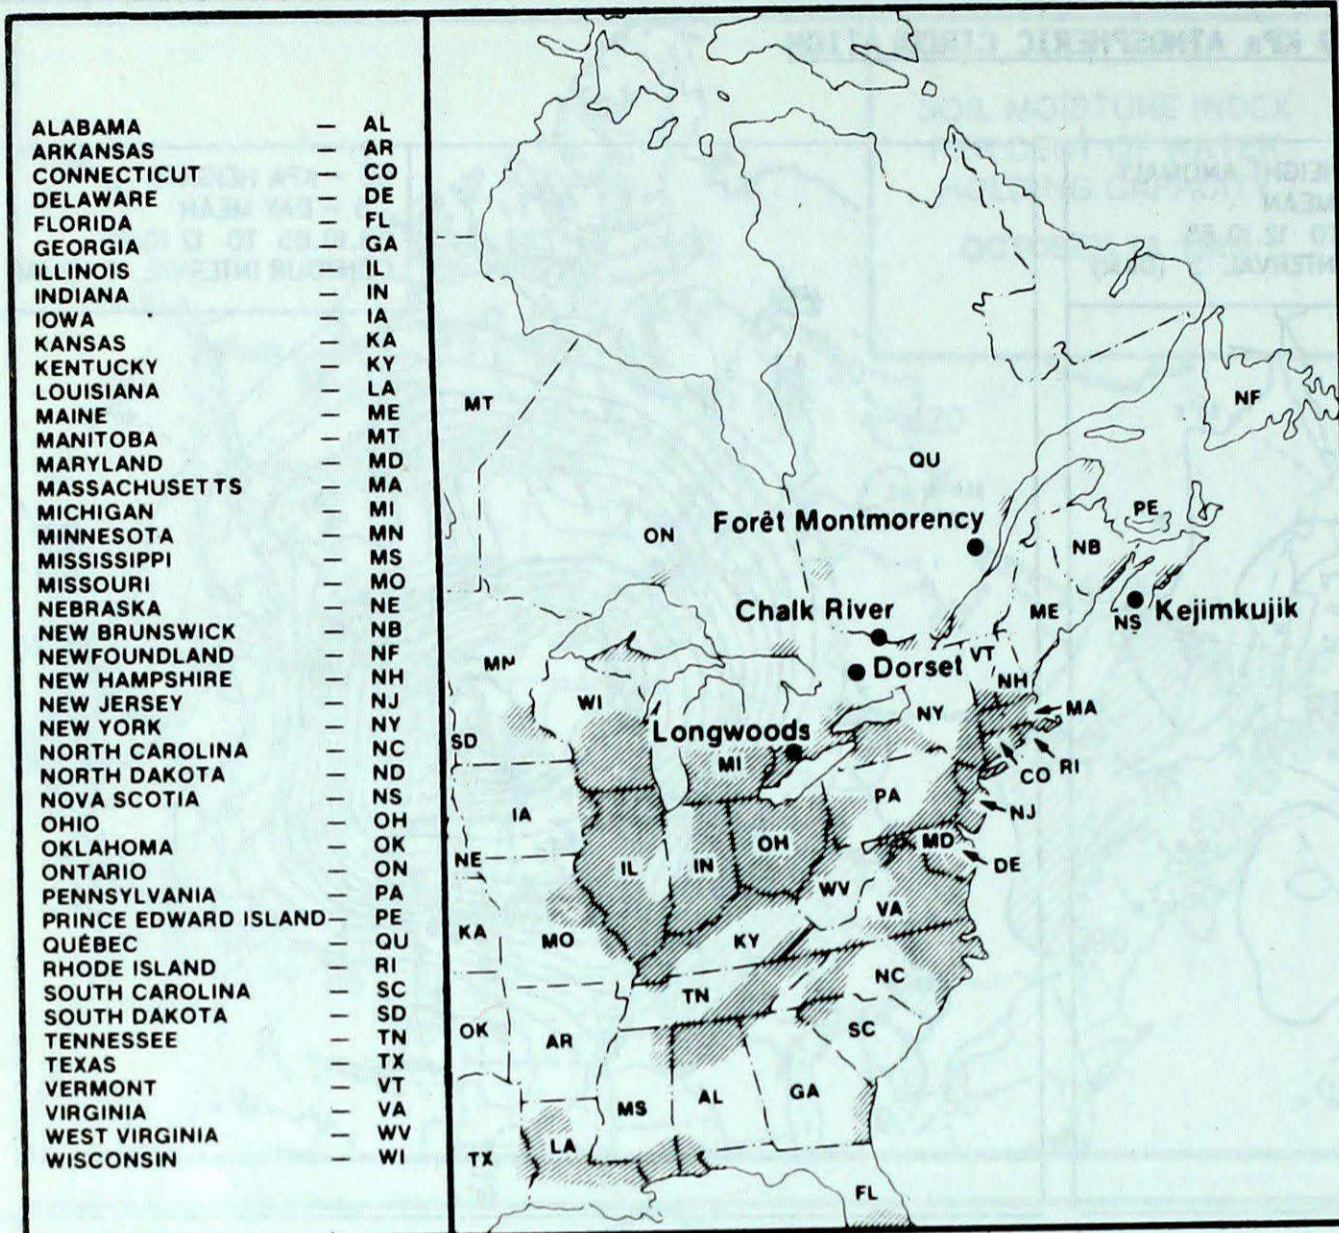 ALABAMA — AL
ARKANSAS — AR
CONNECTICUT — CO
DELAWARE — DE
FLORIDA — FL
GEORGIA — GA
ILLINOIS — IL
INDIANA — IN
IOWA — IA
KANSAS — KA
KENTUCKY — KY
LOUISIANA — LA
MAINE — ME
MANITOBA — MT
MARYLAND — MD
MASSACHUSETTS — MA
MICHIGAN — MI
MINNESOTA — MN
MISSISSIPPI — MS
MISSOURI — MO
NEBRASKA — NE
NEW BRUNSWICK — NB
NEWFOUNDLAND — NF
NEW HAMPSHIRE — NH
NEW JERSEY — NJ
NEW YORK — NY
NORTH CAROLINA — NC
NORTH DAKOTA — ND
NOVA SCOTIA — NS
OHIO — OH
OKLAHOMA — OK
ONTARIO — ON
PENNSYLVANIA — PA
PRINCE EDWARD ISLAND — PE
QUÉBEC — QU
RHODE ISLAND — RI
SOUTH CAROLINA — SC
SOUTH DAKOTA — SD
TENNESSEE — TN
TEXAS — TX
VERMONT — VT
VIRGINIA — VA
WEST VIRGINIA — WV
WISCONSIN — WI
MT
NF
QU
PE
Forêt Montmorency
ON
NB
Chalk River
ME
NS
Kejimkujik
MN
Dorset
VT
NH
WI
NY
MA
Longwoods
SD
MI
CO
RI
IA
PA
NJ
NE
IL
IN
OH
MD
DE
WV
KA
MO
KY
VA
TN
NC
OK
AR
SC
MS
AL
GA
LA
TX
FL